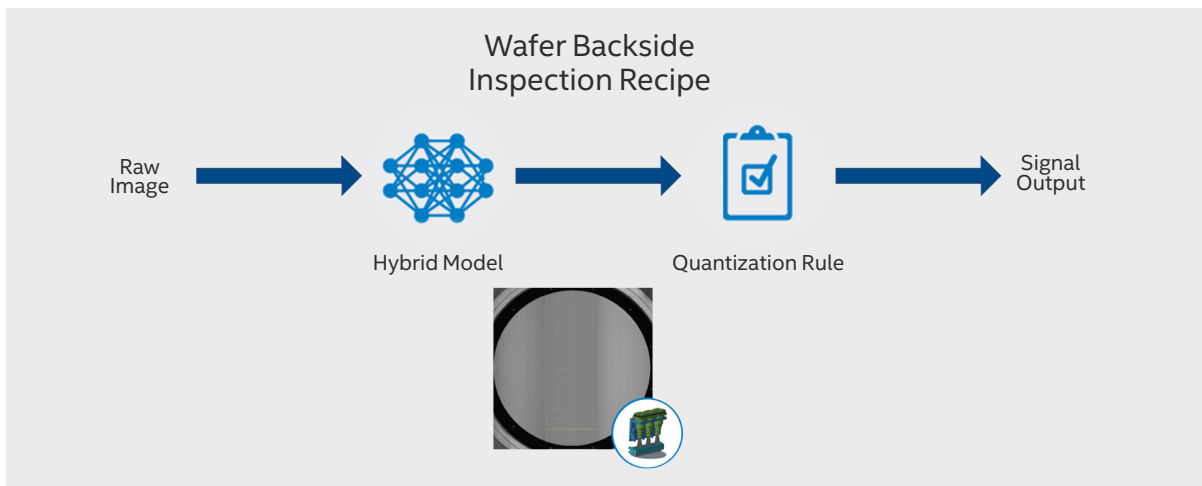 Wafer Backside
Inspection Recipe
Raw
Image
Signal
Output
Hybrid Model
Quantization Rule